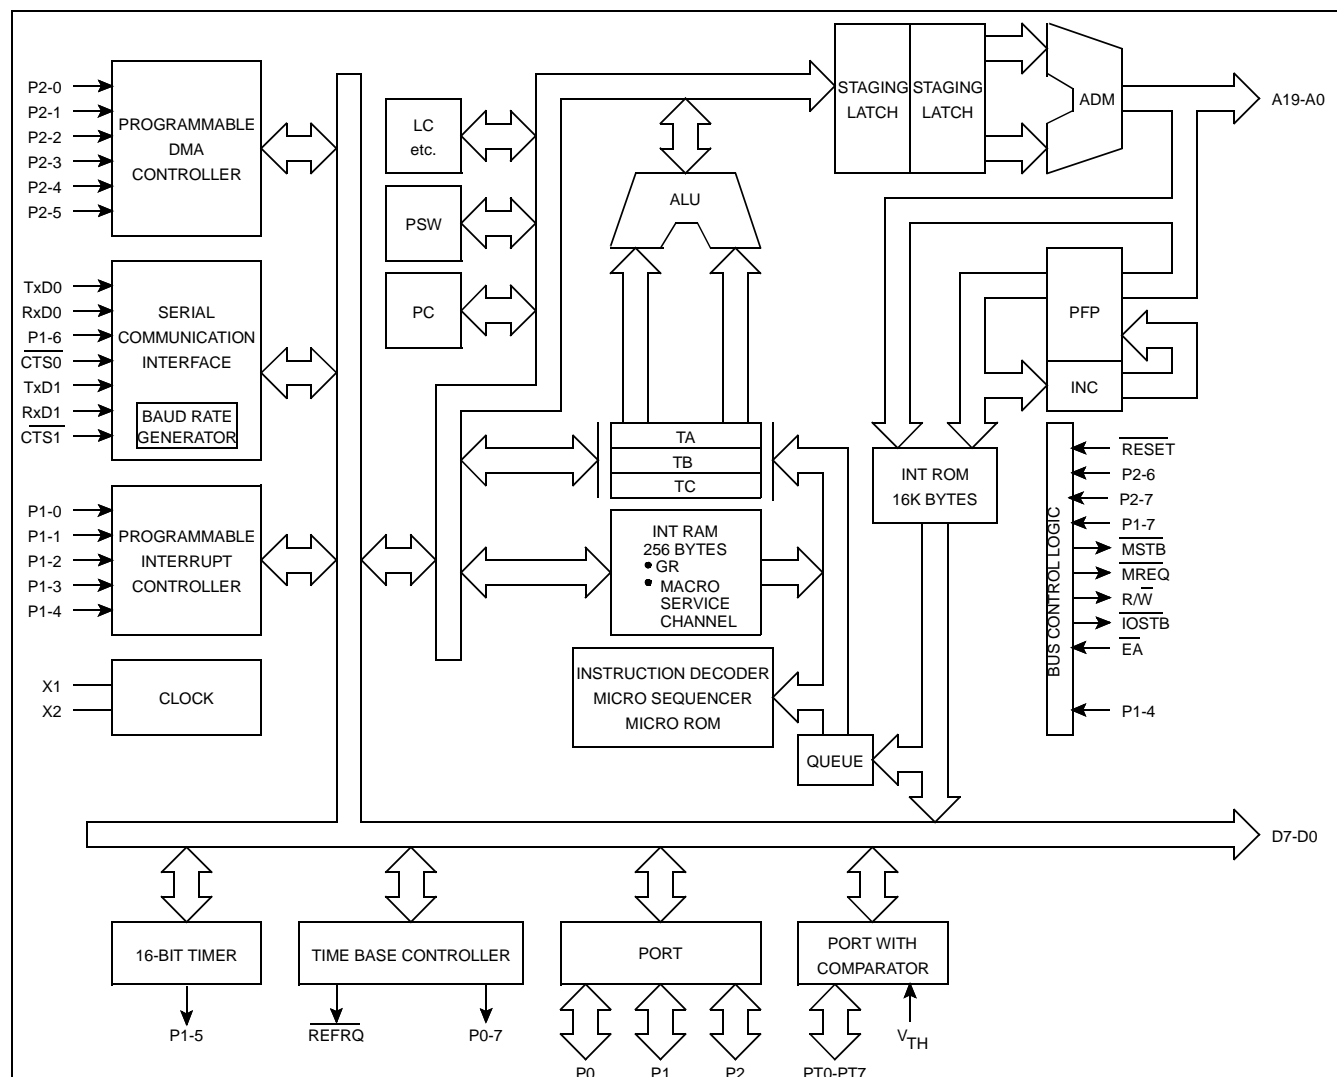 P2-0
P2-1
P2-2
P2-3
P2-4
P2-5
PROGRAMMABLE
DMA
CONTROLLER
TxD0
RxD0
P1-6
CTS0
TxD1
RxD1
CTS1
SERIAL
COMMUNICATION
INTERFACE
BAUD RATE
GENERATOR
P1-0
P1-1
P1-2
P1-3
P1-4
PROGRAMMABLE
INTERRUPT
CONTROLLER
X1
X2
CLOCK
LC
etc.
PSW
PC
ALU
STAGING
LATCH
STAGING
LATCH
ADM
A19-A0
PFP
INC
TA
TB
TC
INT RAM
256 BYTES
• GR
• MACRO
SERVICE
CHANNEL
INSTRUCTION DECODER
MICRO SEQUENCER
MICRO ROM
QUEUE
INT ROM
16K BYTES
BUS CONTROL LOGIC
RESET
P2-6
P2-7
P1-7
MSTB
MREQ
R/W
IOSTB
EA
P1-4
D7-D0
16-BIT TIMER
P1-5
TIME BASE CONTROLLER
REFRQ
P0-7
PORT
P0
P1
P2
PORT WITH
COMPARATOR
PT0-PT7
VTH